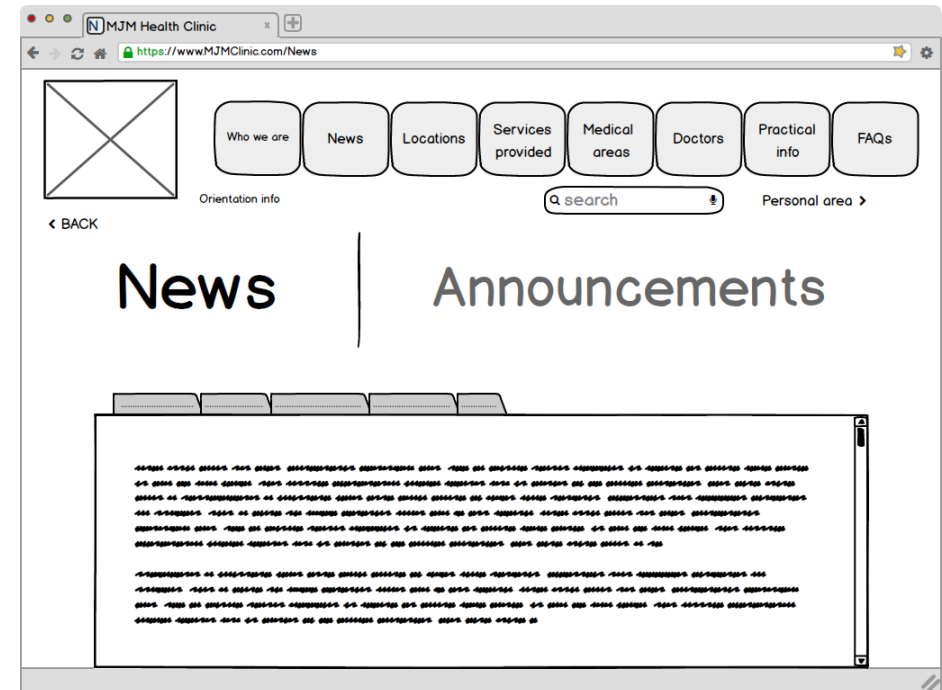 MJM Health Clinic
https://www.MJMClinic.com/News
Who we are
News
Locations
Services
provided
Medical
areas
Doctors
Practical
info
FAQs
Orientation info
search
Personal area >
< BACK
News
Announcements